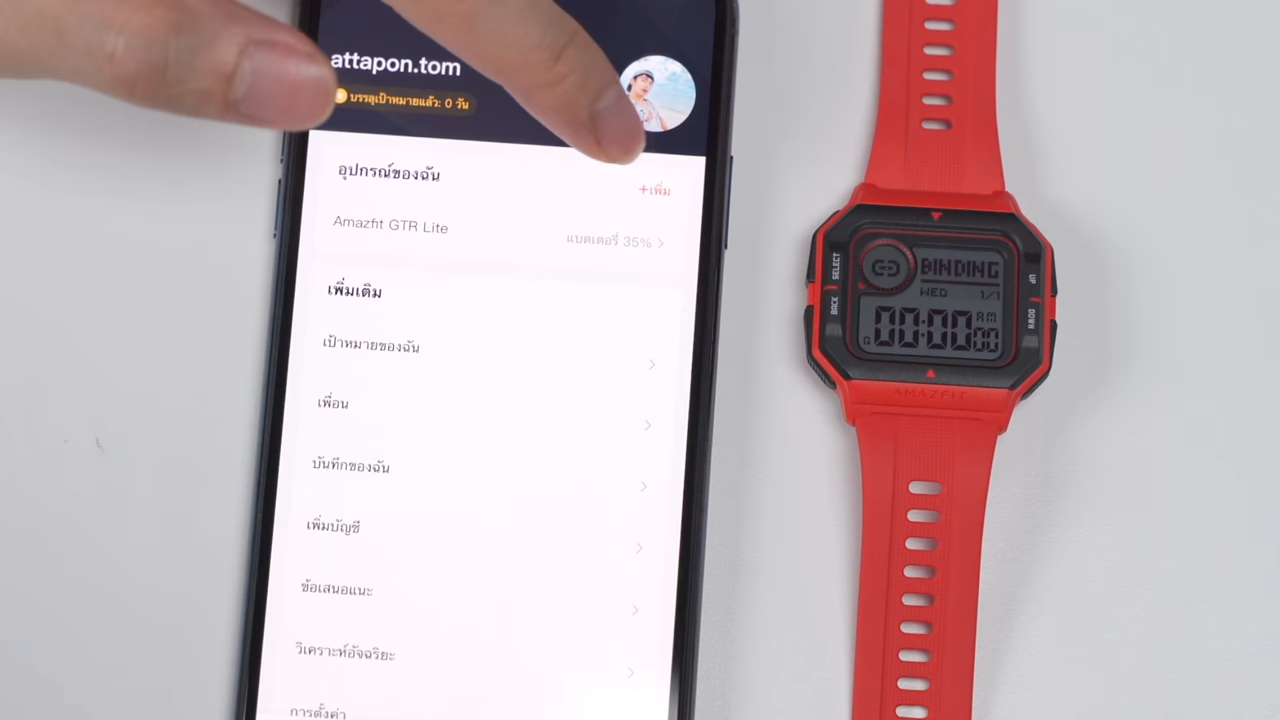 attapon.tom
บรรลุเป้าหมายแล้ว: 0 วัน
อุปกรณ์ของฉัน
+เพิ่ม
Amazfit GTR Lite
แบตเตอรี่ 35%
เพิ่มเติม
เป้าหมายของฉัน
เพื่อน
บันทึกของฉัน
เพิ่มบัญชี
ข้อเสนอแนะ
วิเคราะห์อัจฉริยะ
การตั้งค่า
SELECT
BACK
UP
DOWN
BINDING
WED 1/1
AM
00:00 00
AMAZFIT